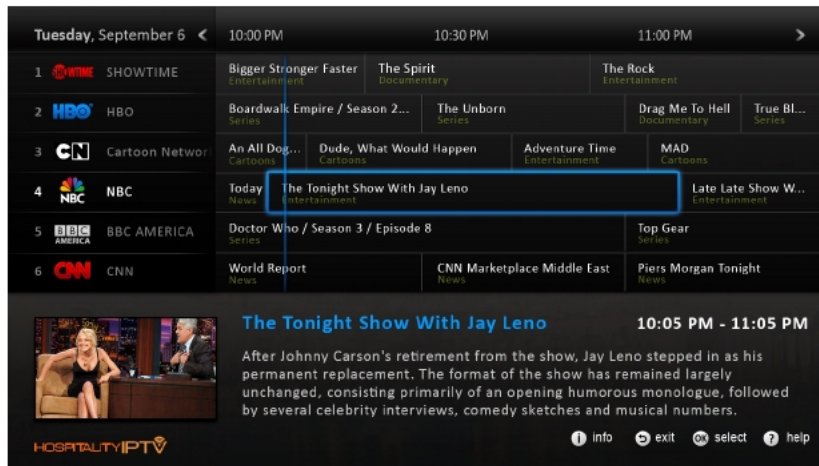 Tuesday, September 6 10:00 PM 10:30 PM 11:00 PM
1 SHOWTIME SHOWTIME Bigger Stronger Faster The Spirit The Rock
Entertainment Documentary Entertainment
2 HBO HBO Boardwalk Empire / Season 2... The Unborn Drag Me To Hell True Bl...
Series Series Documentary Series
3 CN Cartoon Networ An All Dog... Dude, What Would Happen Adventure Time MAD
Cartoons Cartoons Entertainment Cartoons
4 NBC NBC Today The Tonight Show With Jay Leno Late Late Show W...
News Entertainment Entertainment
5 BBC AMERICA BBC AMERICA Doctor Who / Season 3 / Episode 8 Top Gear
Series Series
6 CNN CNN World Report CNN Marketplace Middle East Piers Morgan Tonight
News News News
The Tonight Show With Jay Leno 10:05 PM - 11:05 PM
After Johnny Carson's retirement from the show, Jay Leno stepped in as his
permanent replacement. The format of the show has remained largely
unchanged, consisting primarily of an opening humorous monologue, followed
by several celebrity interviews, comedy sketches and musical numbers.
HOSPITALITY IPTV i info exit OK select ? help